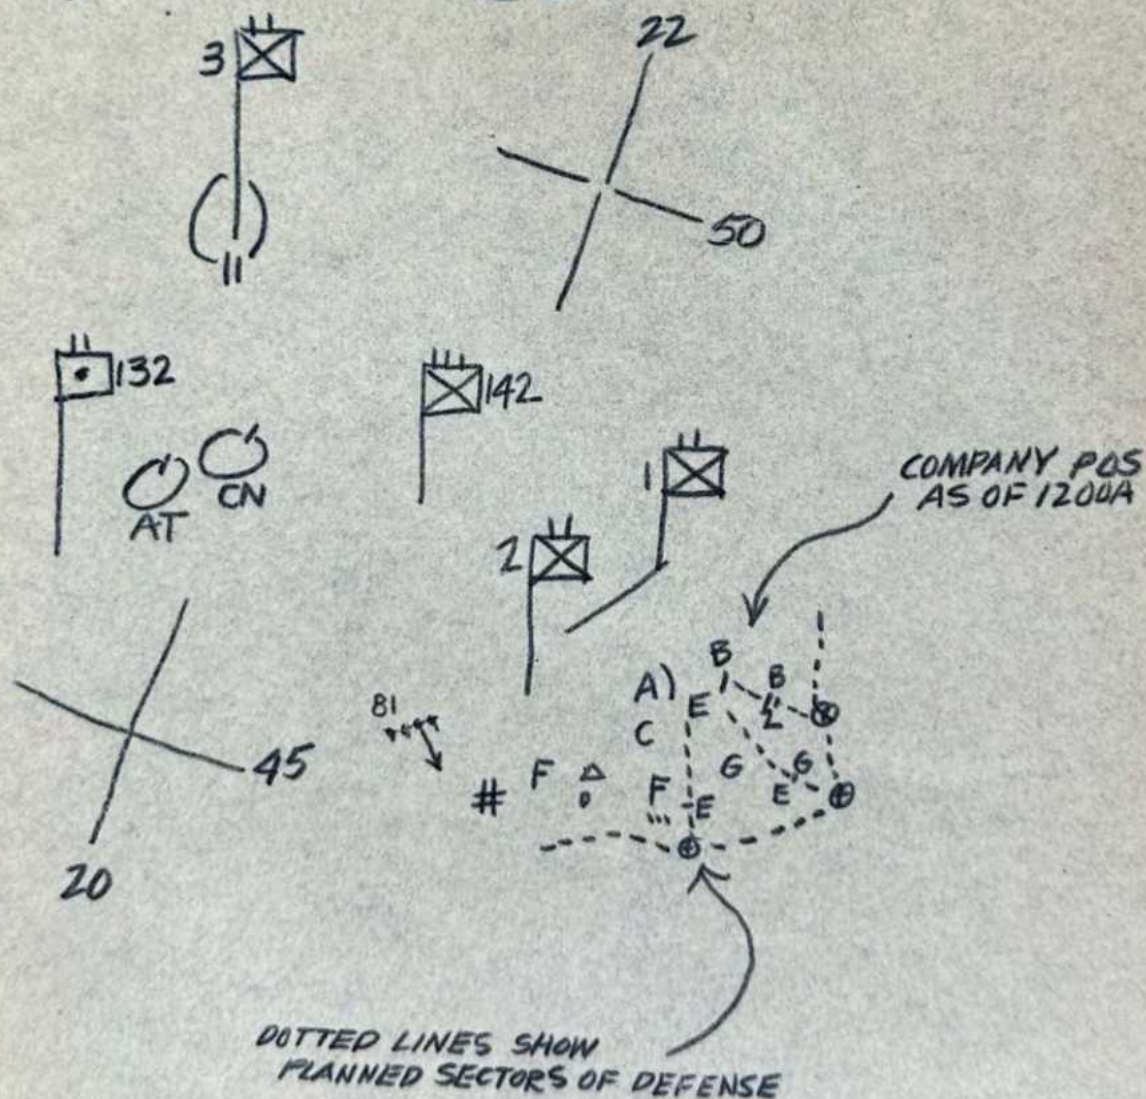 3
22
50
132
142
CN
AT
1
COMPANY POS
AS OF 1200A
2
B
B
A)
E
L
81
C
45
G
G
F
F
E
E
#
20
DOTTED LINES SHOW
PLANNED SECTORS OF DEFENSE